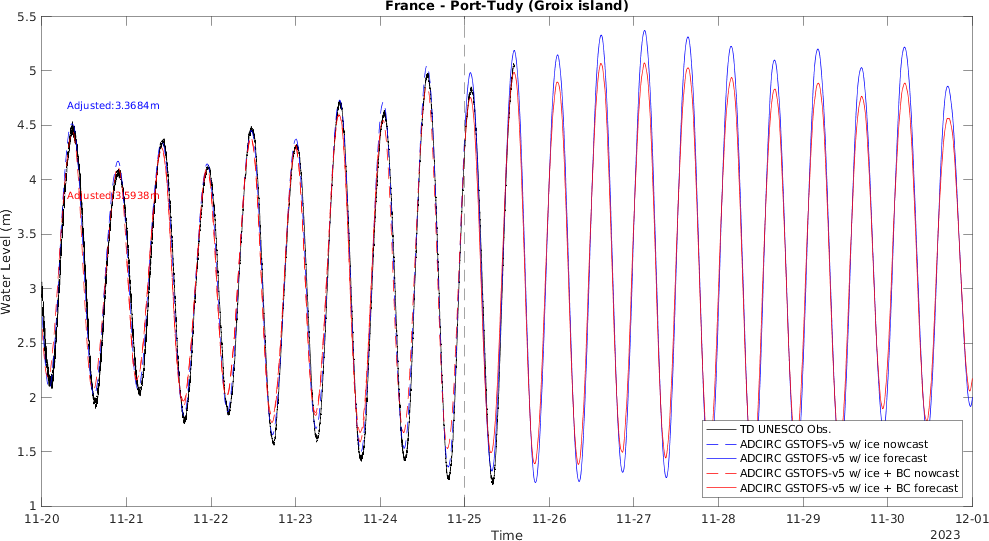 France - Port-Tudy (Groix island)
5.5
5
4.5
4
3.5
3
2.5
2
1.5
1
Water Level (m)
Adjusted:3.3684m
Adjusted:3.5938m
TD UNESCO Obs.
ADCIRC GSTOFS-v5 w/ ice nowcast
ADCIRC GSTOFS-v5 w/ ice forecast
ADCIRC GSTOFS-v5 w/ ice + BC nowcast
ADCIRC GSTOFS-v5 w/ ice + BC forecast
11-20 11-21 11-22 11-23 11-24 11-25 11-26 11-27 11-28 11-29 11-30 12-01
Time
2023